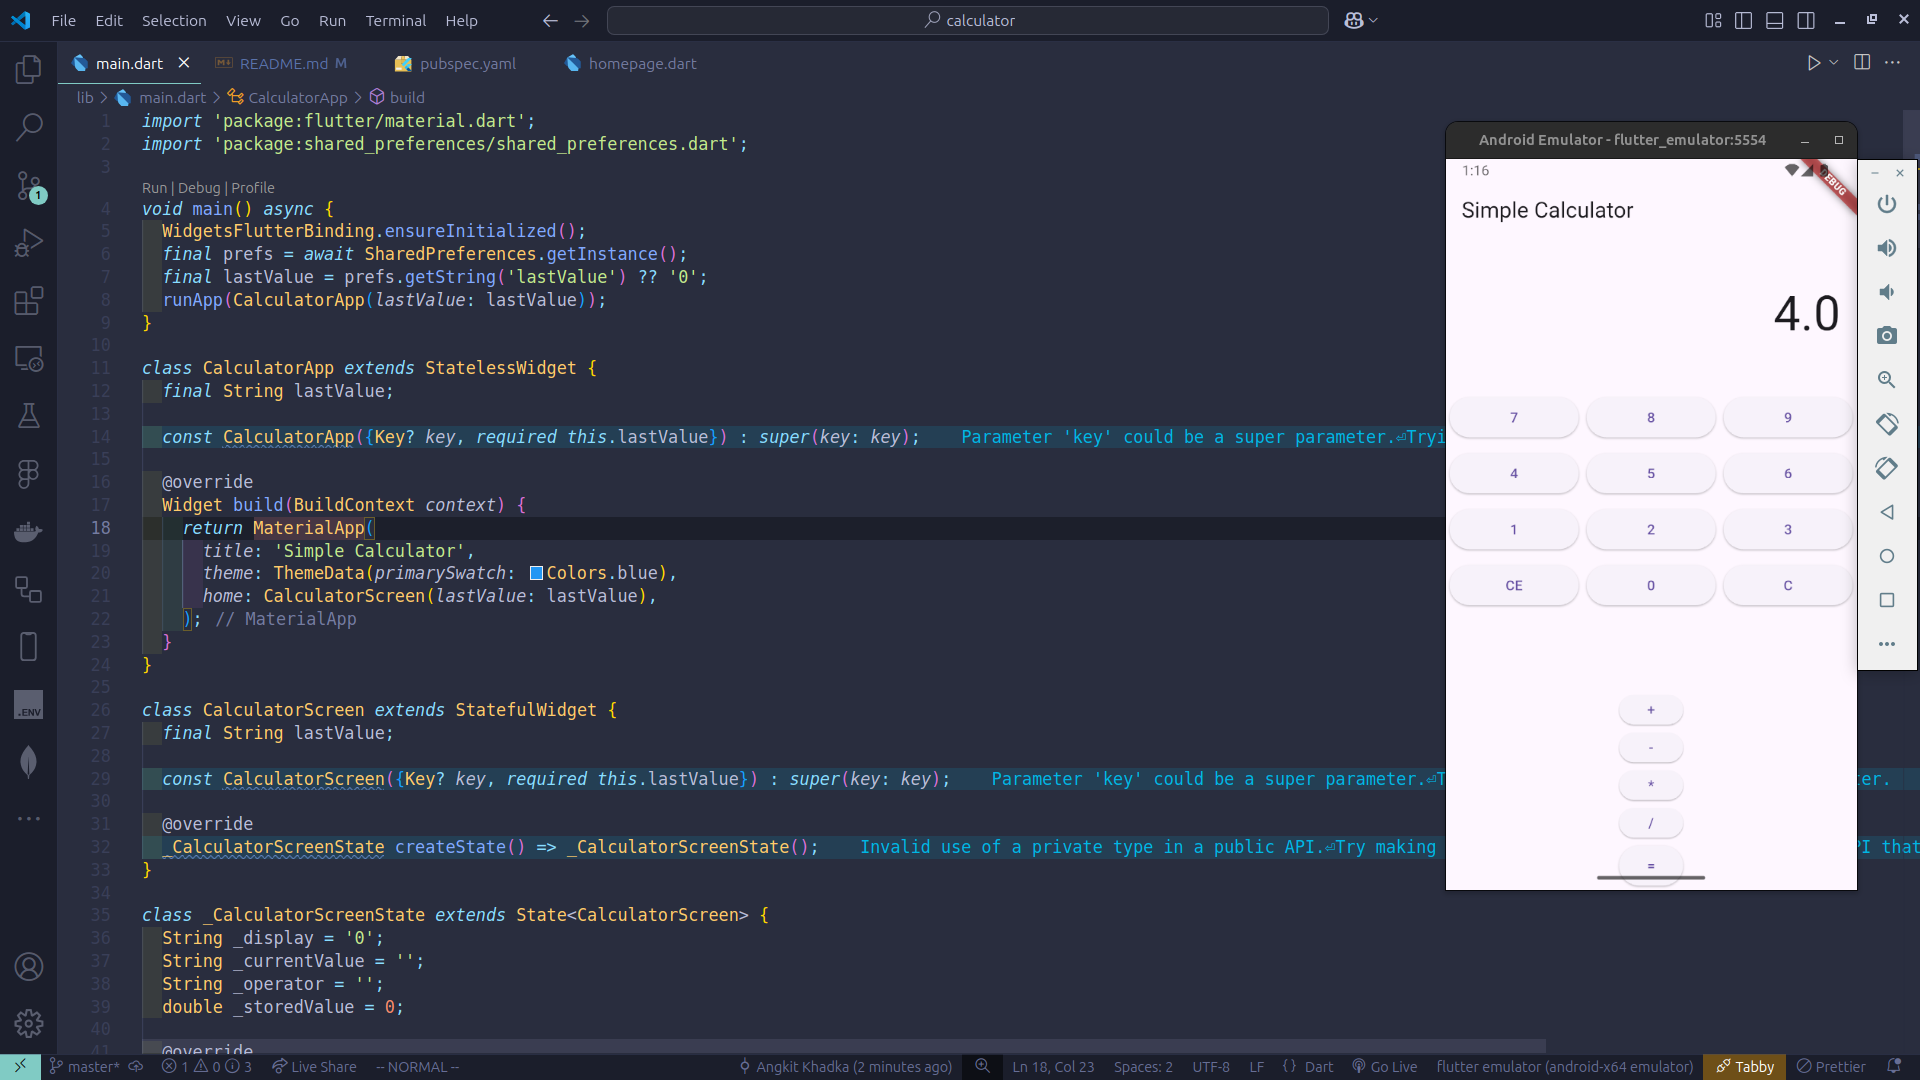 File Edit Selection View Go Run Terminal Help
calculator
main.dart
README.md M
pubspec.yaml
homepage.dart
lib > main.dart > CalculatorApp > build
1 import 'package:flutter/material.dart';
2 import 'package:shared_preferences/shared_preferences.dart';
3
Run | Debug | Profile
4 void main() async {
5 WidgetsFlutterBinding.ensureInitialized();
6 final prefs = await SharedPreferences.getInstance();
7 final lastValue = prefs.getString('lastValue') ?? '0';
8 runApp(CalculatorApp(lastValue: lastValue));
9 }
10
11 class CalculatorApp extends StatelessWidget {
12 final String lastValue;
13
14 const CalculatorApp({Key? key, required this.lastValue}) : super(key: key); Parameter 'key' could be a super parameter.⏎Tryi
15
16 @override
17 Widget build(BuildContext context) {
18 return MaterialApp(
19 title: 'Simple Calculator',
20 theme: ThemeData(primarySwatch: Colors.blue),
21 home: CalculatorScreen(lastValue: lastValue),
22 ); // MaterialApp
23 }
24 }
25
26 class CalculatorScreen extends StatefulWidget {
27 final String lastValue;
28
29 const CalculatorScreen({Key? key, required this.lastValue}) : super(key: key); Parameter 'key' could be a super parameter.⏎T ter.
30
31 @override
32 _CalculatorScreenState createState() => _CalculatorScreenState(); Invalid use of a private type in a public API.⏎Try making PI that
33 }
34
35 class _CalculatorScreenState extends State<CalculatorScreen> {
36 String _display = '0';
37 String _currentValue = '';
38 String _operator = '';
39 double _storedValue = 0;
40
41 @override
Android Emulator - flutter_emulator:5554
1:16
Simple Calculator
4.0
7 8 9
4 5 6
1 2 3
CE 0 C
+
-
*
/
=
1
.ENV
master* 1 0 3 Live Share -- NORMAL -- Angkit Khadka (2 minutes ago) Ln 18, Col 23 Spaces: 2 UTF-8 LF {} Dart Go Live flutter emulator (android-x64 emulator) Tabby Prettier